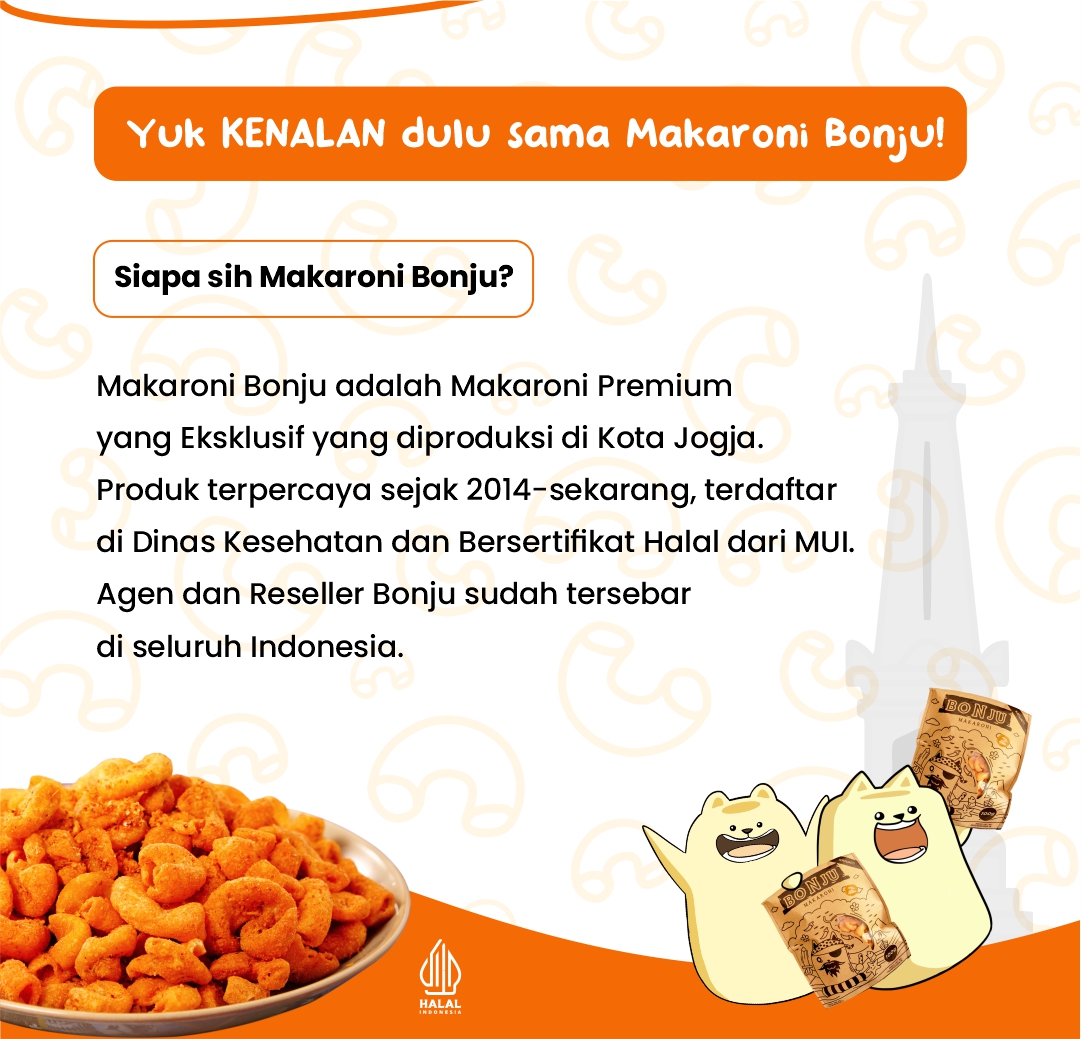 Yuk KENALAN dulu sama Makaroni Bonju!
Siapa sih Makaroni Bonju?
Makaroni Bonju adalah Makaroni Premium
yang Eksklusif yang diproduksi di Kota Jogja.
Produk terpercaya sejak 2014-sekarang, terdaftar
di Dinas Kesehatan dan Bersertifikat Halal dari MUI.
Agen dan Reseller Bonju sudah tersebar
di seluruh Indonesia.
BONJU
MAKARONI
100g
BONJU
MAKARONI
HALAL
INDONESIA